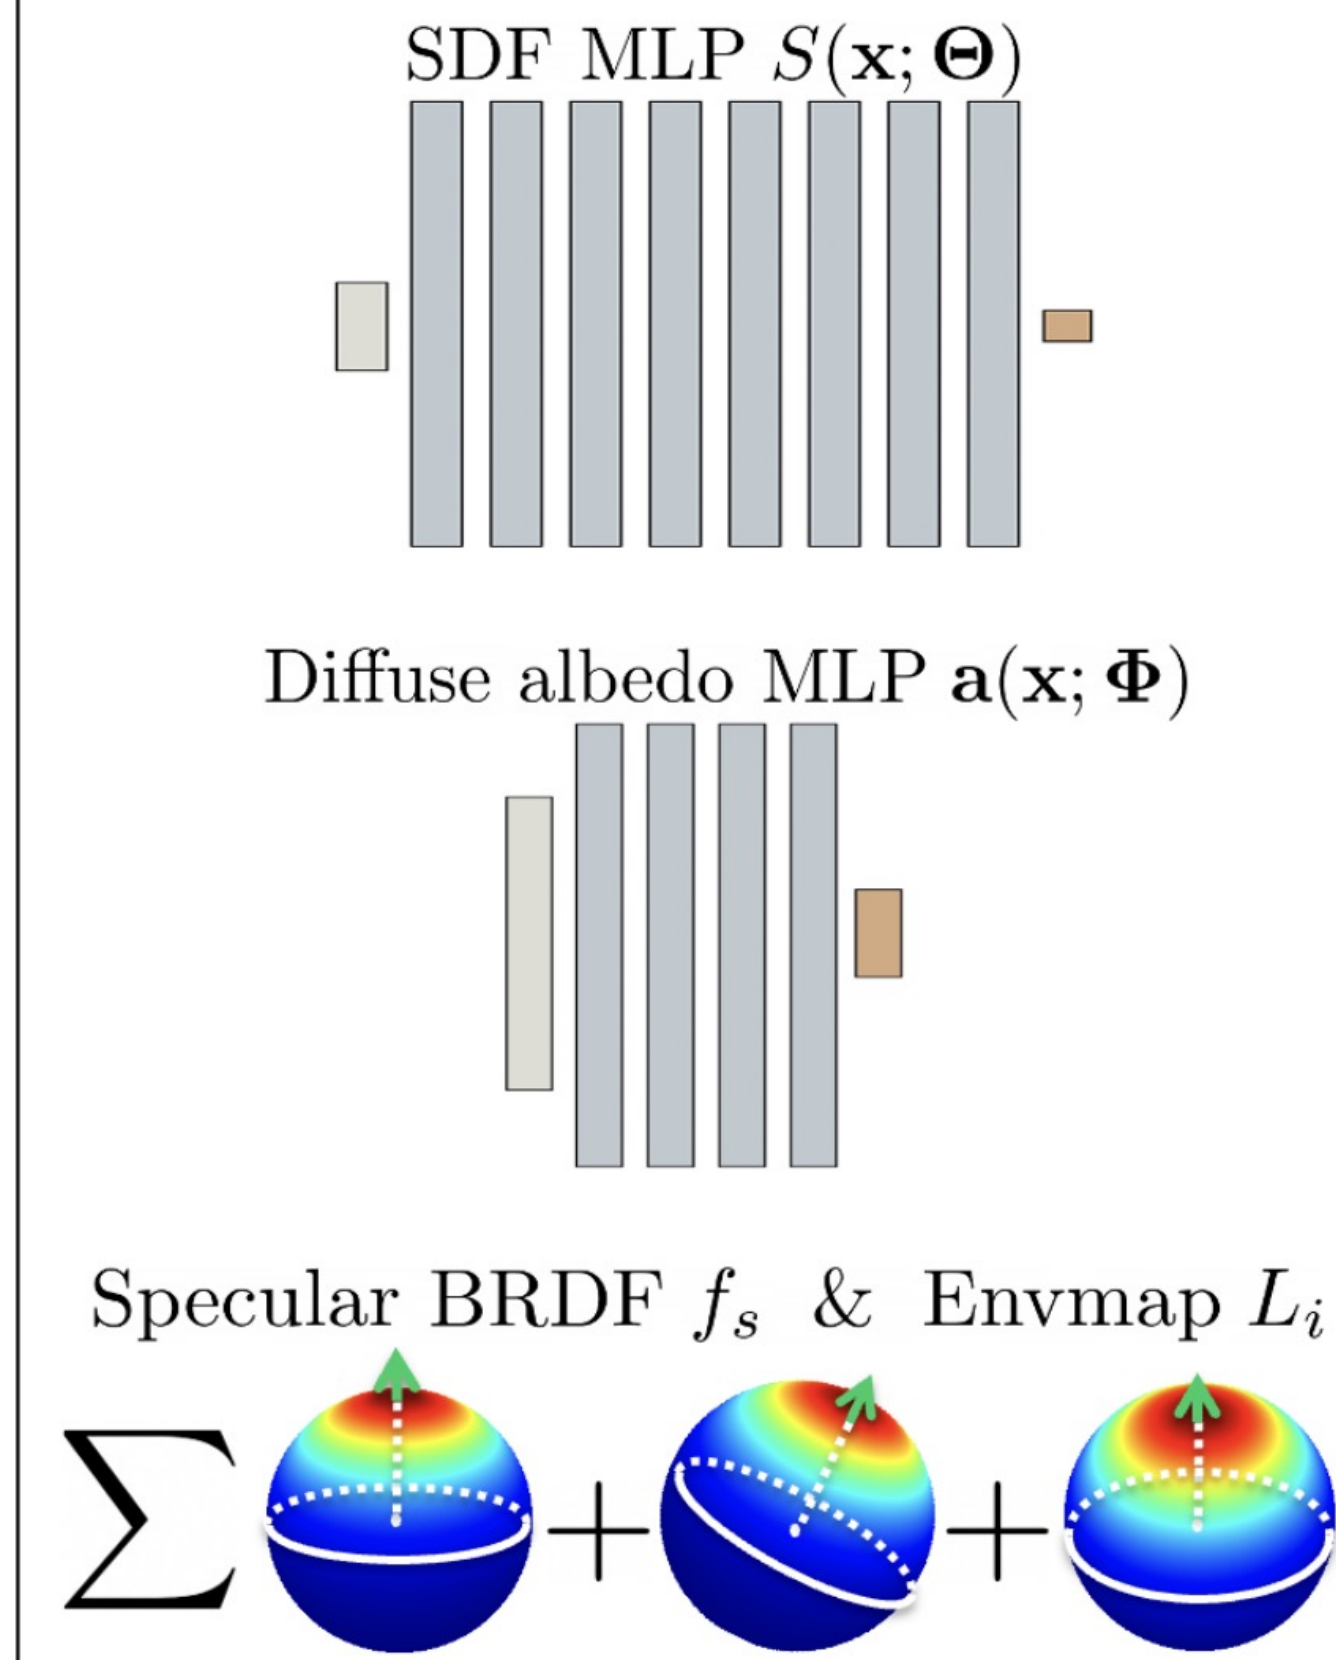 SDF MLP S(x; Θ)
Diffuse albedo MLP a(x; Φ)
Specular BRDF fₛ & Envmap Lᵢ
∑ + +